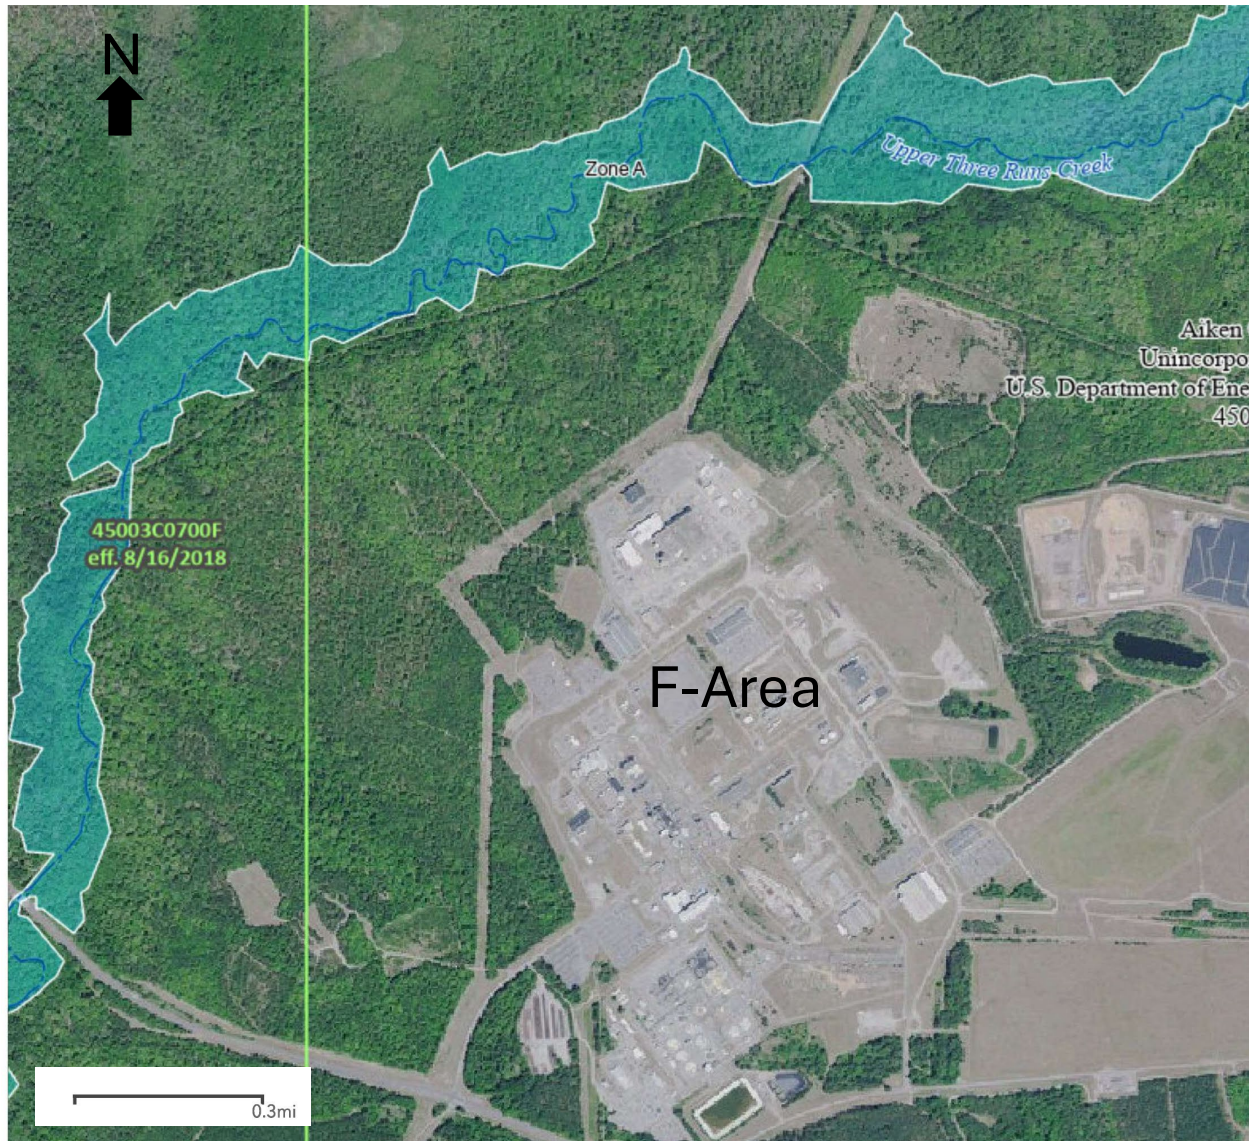 N
Zone A
Upper Three Runs Creek
Aiken
Unincorpo
U.S. Department of Ene
450
45003C0700F
eff. 8/16/2018
F-Area
0.3mi